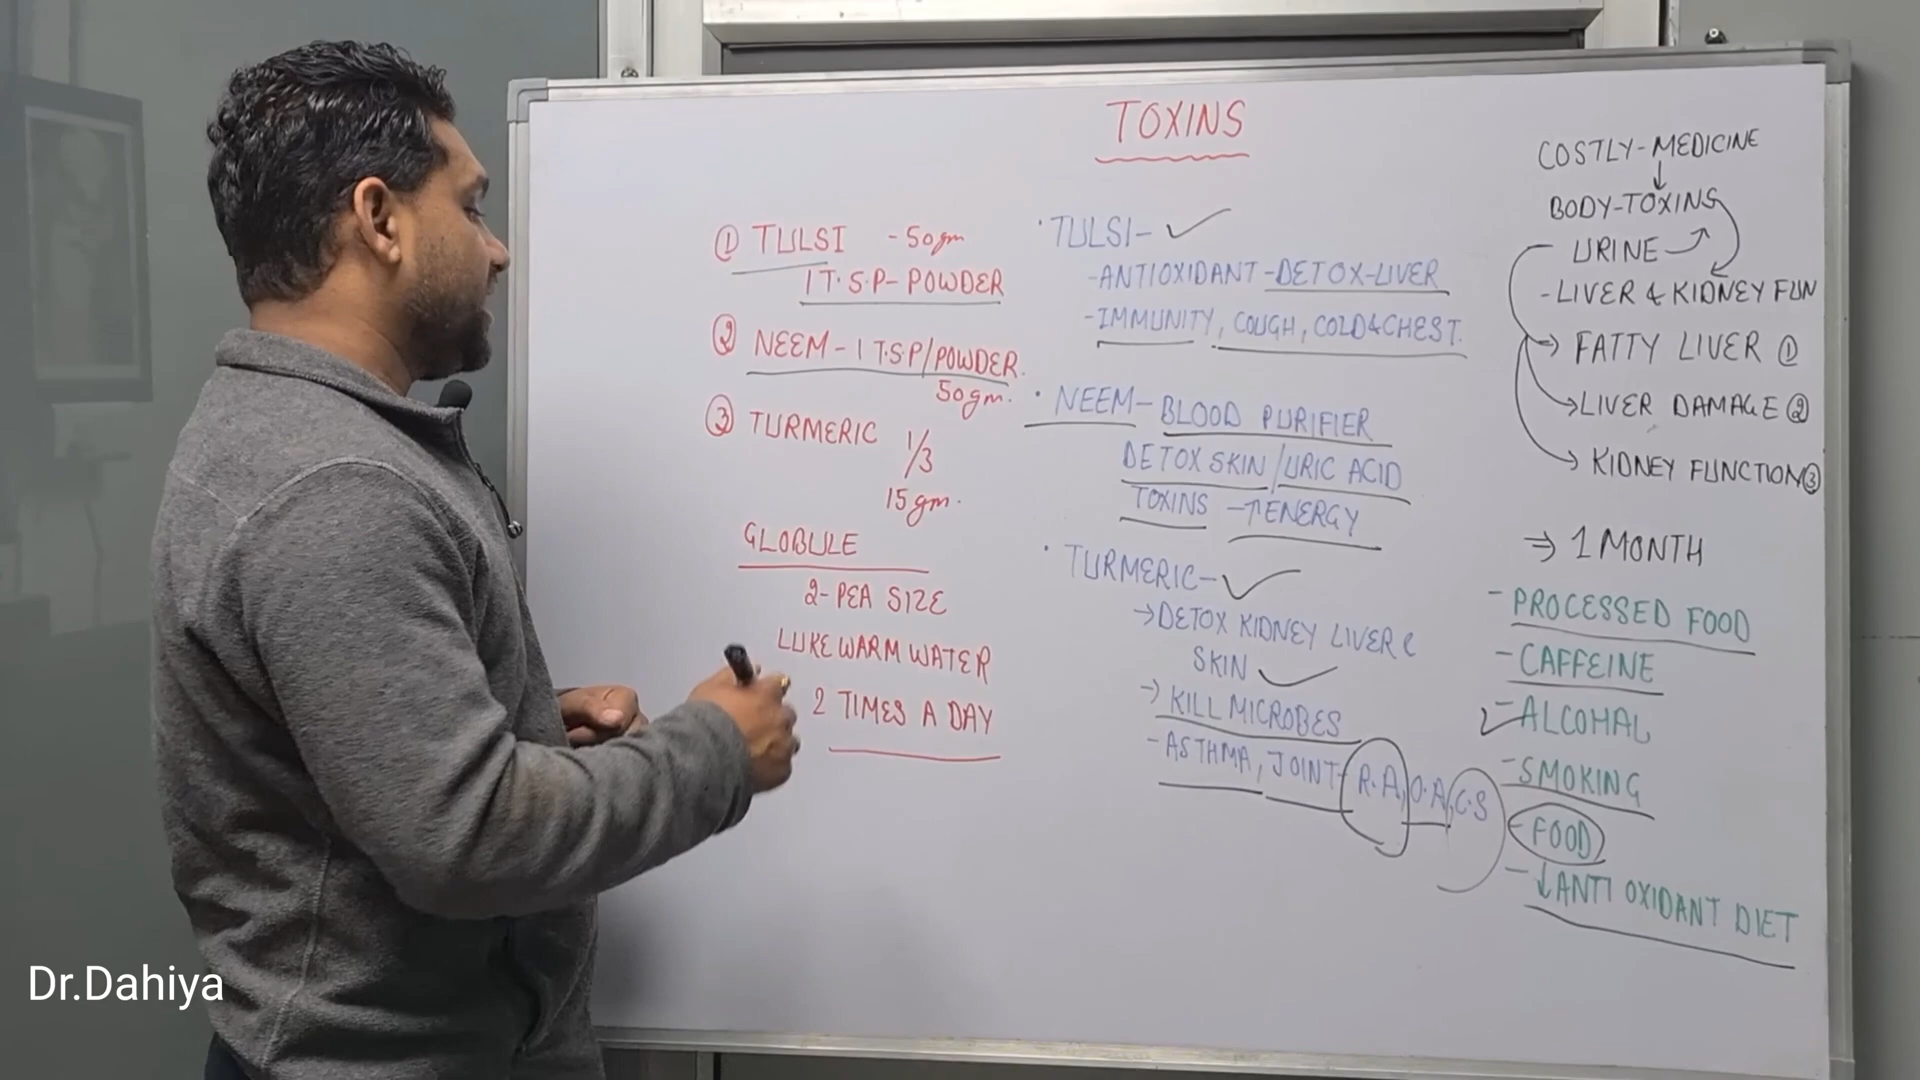 TOXINS
① TULSI - 50gm
1 T.S.P- POWDER
② NEEM - 1 T.S.P/POWDER.
50gm.
③ TURMERIC 1/3
15gm.
GLOBULE
2- PEA SIZE
LUKE WARM WATER
2 TIMES A DAY
· TULSI- ✓
-ANTIOXIDANT -DETOX-LIVER
-IMMUNITY, COUGH, COLD&CHEST.
· NEEM- BLOOD PURIFIER
DETOX SKIN/URIC ACID
TOXINS -↑ENERGY
· TURMERIC- ✓
→DETOX KIDNEY LIVER &
SKIN ✓
→ KILL MICROBES
- ASTHMA, JOINT- R.A, O.A, C.S
COSTLY-MEDICINE
↓
BODY-TOXINS
URINE
-LIVER & KIDNEY FUN
→ FATTY LIVER ①
→LIVER DAMAGE ②
→ KIDNEY FUNCTION③
⇒ 1 MONTH
- PROCESSED FOOD
- CAFFEINE
✓-ALCOHAL
-SMOKING
- FOOD
- ↓ANTI OXIDANT DIET
Dr.Dahiya